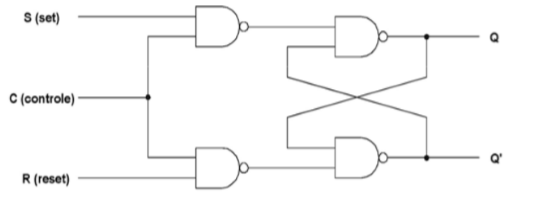 S (set)
Q
C (controle)
Q'
R (reset)